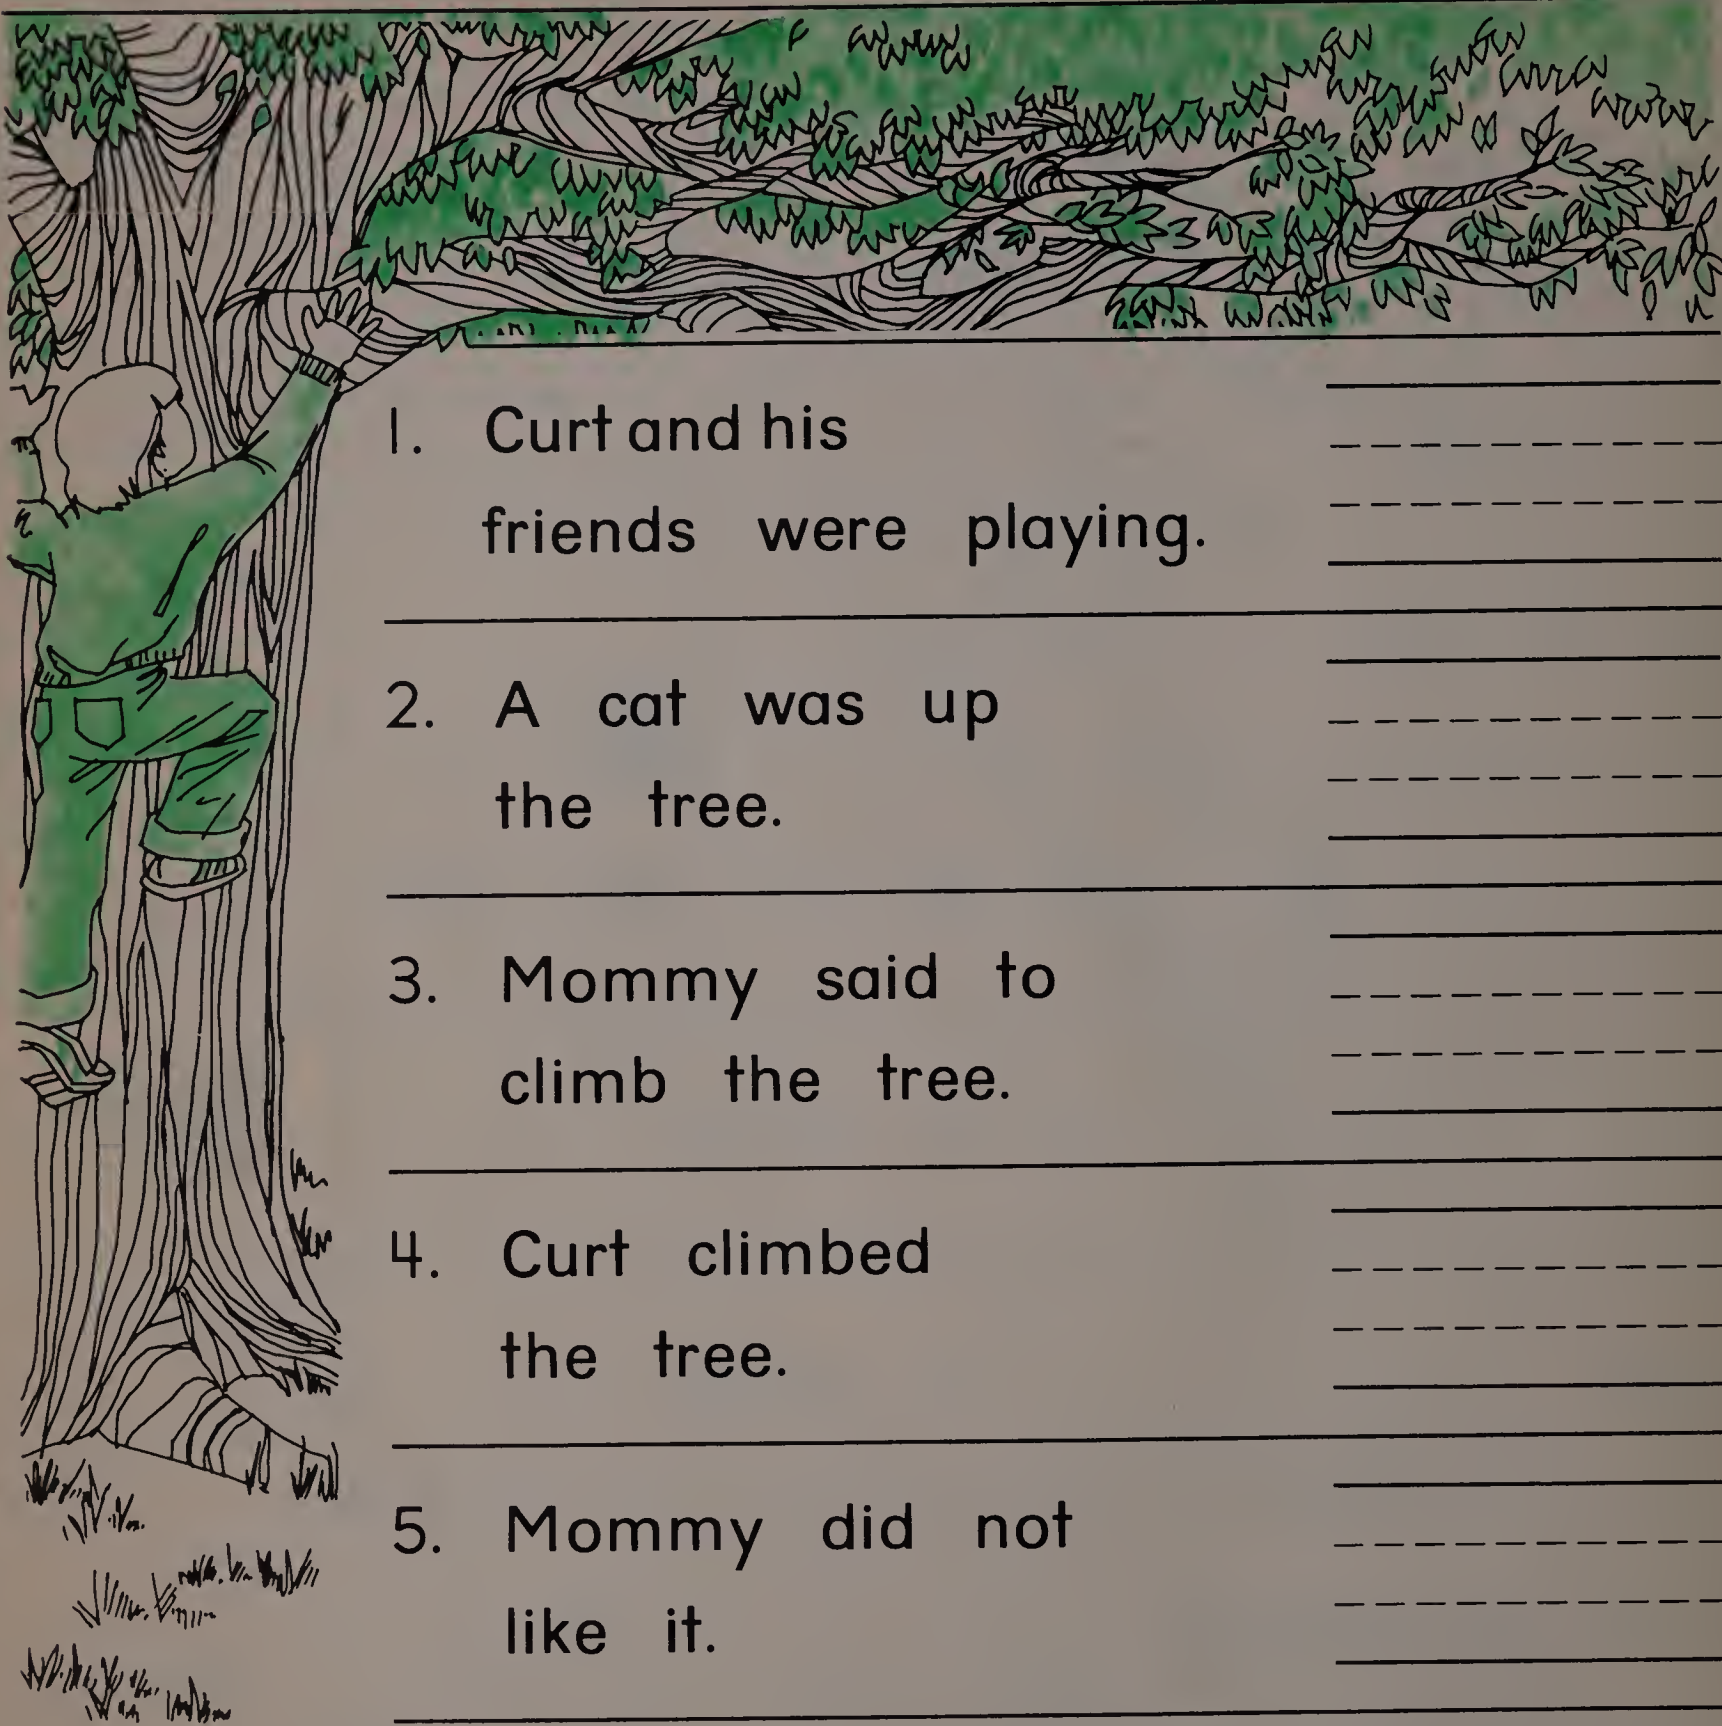 1. Curt and his
friends were playing.
2. A cat was up
the tree.
3. Mommy said to
climb the tree.
4. Curt climbed
the tree.
5. Mommy did not
like it.